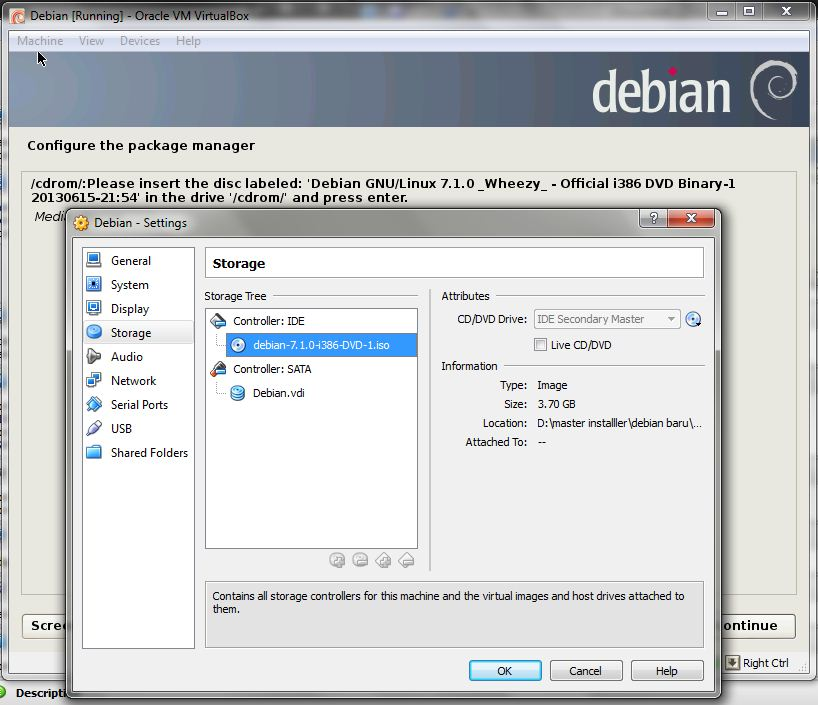 Debian [Running] - Oracle VM VirtualBox
Machine View Devices Help
debian
Configure the package manager
/cdrom/:Please insert the disc labeled: 'Debian GNU/Linux 7.1.0 _Wheezy_ - Official i386 DVD Binary-1
20130615-21:54' in the drive '/cdrom/' and press enter.
Debian - Settings
?
General
System
Display
Storage
Audio
Network
Serial Ports
USB
Shared Folders
Storage
Storage Tree
Controller: IDE
debian-7.1.0-i386-DVD-1.iso
Controller: SATA
Debian.vdi
Attributes
CD/DVD Drive: IDE Secondary Master
Live CD/DVD
Information
Type: Image
Size: 3.70 GB
Location: D:\master installler\debian baru\...
Attached To: --
Contains all storage controllers for this machine and the virtual images and host drives attached to
them.
Scree
ontinue
OK Cancel Help
Right Ctrl
Descripti